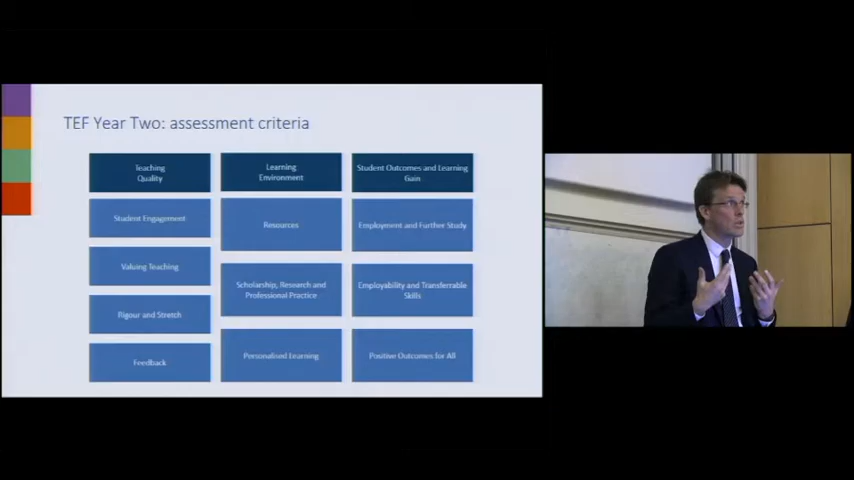 TEF Year Two: assessment criteria
Teaching
Quality
Learning
Environment
Student Outcomes and Learning
Gain
Student Engagement
Valuing Teaching
Rigour and Stretch
Feedback
Resources
Scholarship, Research and
Professional Practice
Personalised Learning
Employment and Further Study
Employability and Transferrable
Skills
Positive Outcomes for All